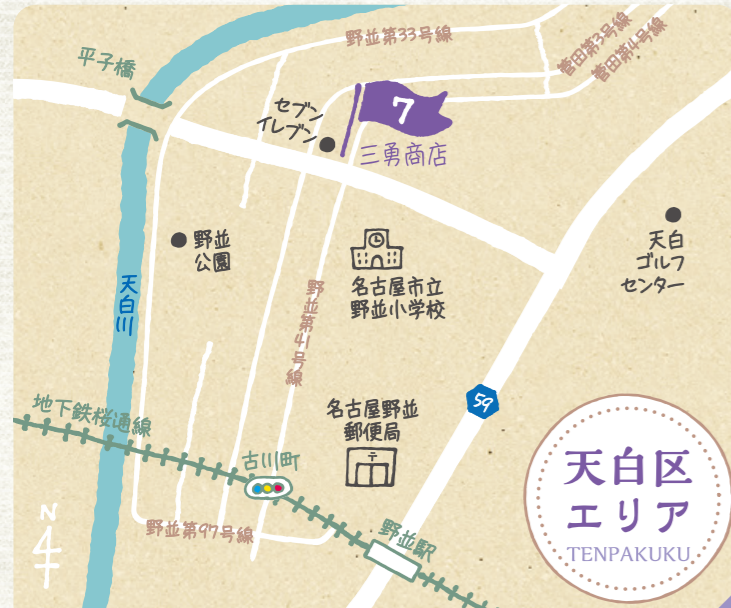 野並第33号線
菅田第3号線
菅田第4号線
平子橋
セブン
イレブン
7
三勇商店
野並
公園
天白
ゴルフ
センター
名古屋市立
野並小学校
天白川
野並第41号線
59
名古屋野並
郵便局
〒
地下鉄桜通線
古川町
天白区
エリア
TENPAKUKU
N
野並第97号線
野並駅